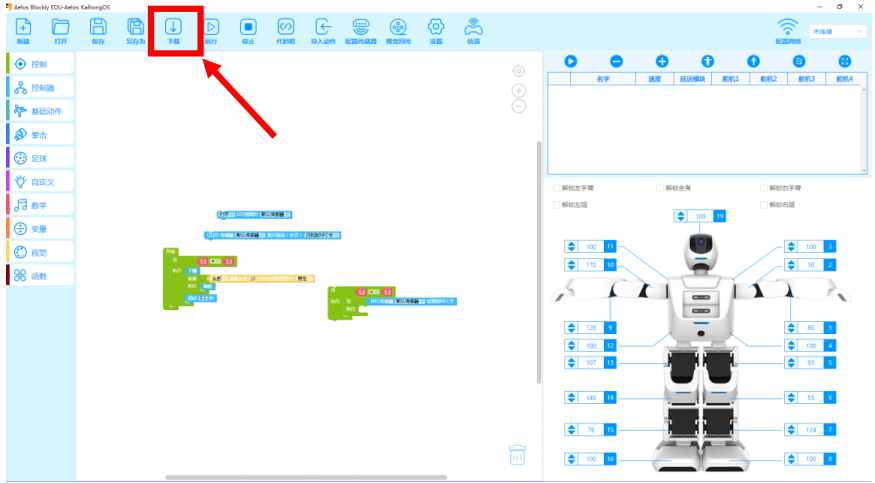 Aelos Blockly EDU-Aelos KaihongOS
新建 打开 保存 另存为 下载 运行 停止 代码框 导入动作 配置传感器 视觉回传 设置 信道 配置网络 未连接
控制
控制器
基础动作
拳击
足球
自定义
数学
变量
视觉
函数
名字 速度 延迟模块 舵机1 舵机2 舵机3 舵机4
解锁左手臂 解锁全身 解锁右手臂
解锁左腿 解锁右腿
100 19
100 11 100 3
170 10 30 2
120 9 80 1
100 12 100 4
107 13 93 5
145 14 55 6
76 15 124 7
100 16 100 8
开始
执行 下蹲